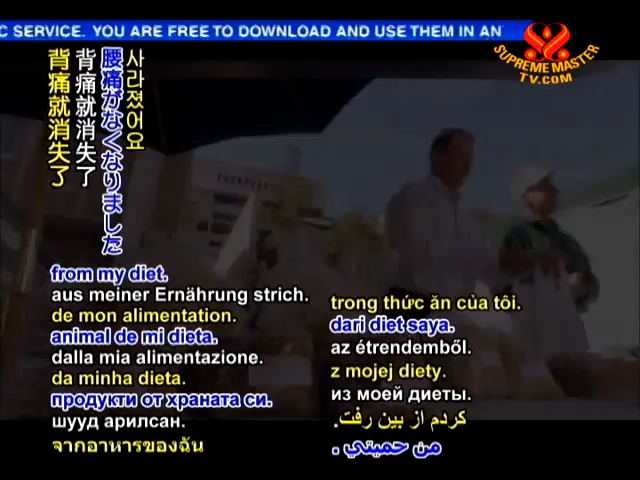 C SERVICE. YOU ARE FREE TO DOWNLOAD AND USE THEM IN AN
SUPREME MASTER
TV.COM
사라졌어요
腰痛がなくなりました
背痛就消失了
背痛就消失了
from my diet.
aus meiner Ernährung strich.
de mon alimentation.
animal de mi dieta.
dalla mia alimentazione.
da minha dieta.
продукти от храната си.
шууд арилсан.
จากอาหารของฉัน
trong thức ăn của tôi.
dari diet saya.
az étrendemből.
z mojej diety.
из моей диеты.
کردم از بین رفت.
من حميتي .